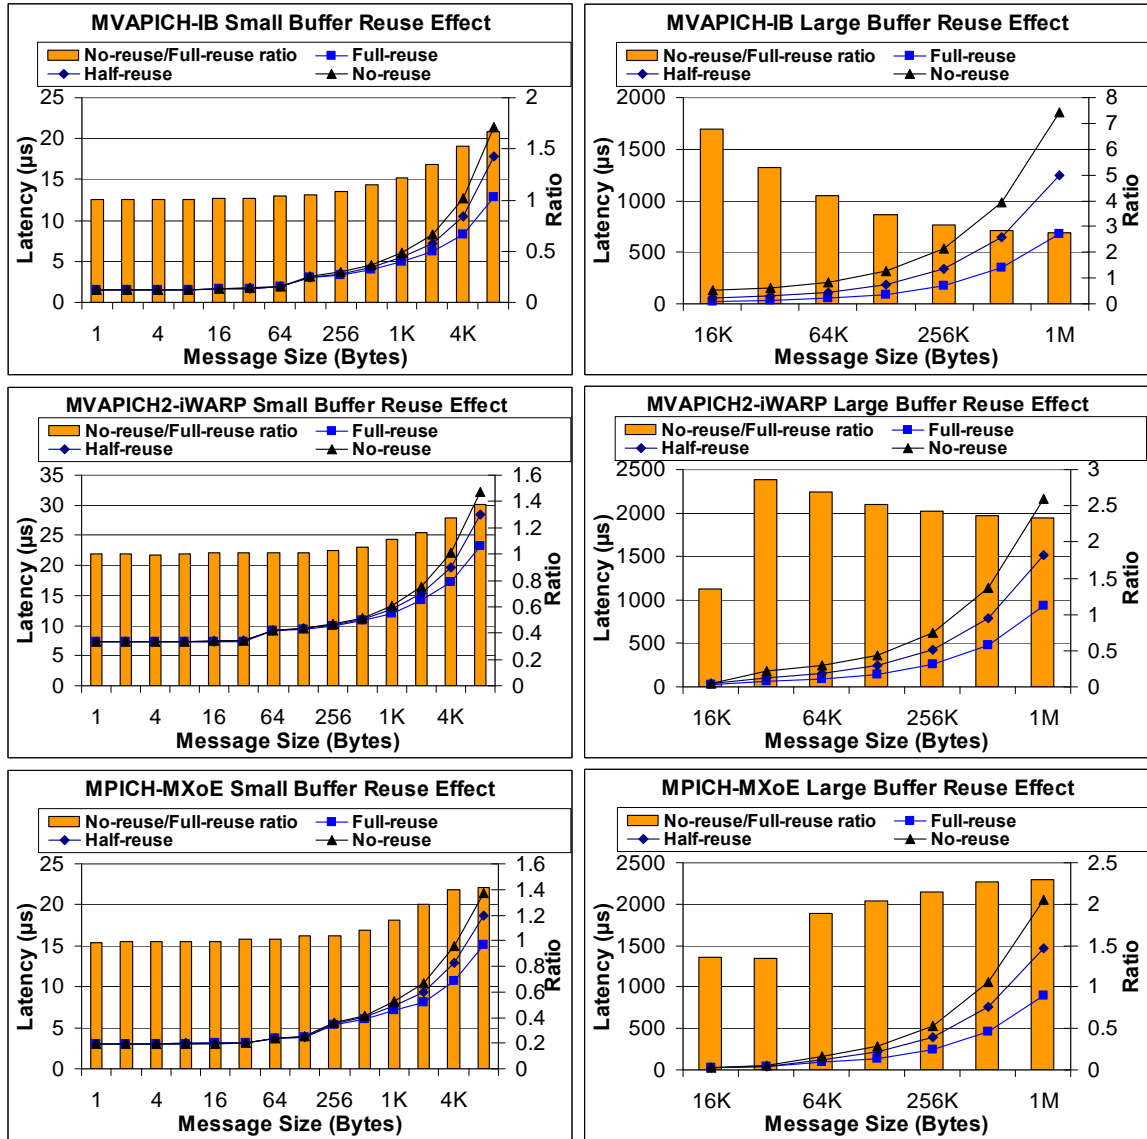 MVAPICH-IB Small Buffer Reuse Effect
No-reuse/Full-reuse ratio Full-reuse
Half-reuse No-reuse
25
20
15
10
5
0
2
1.5
1
0.5
0
Latency (µs)
Ratio
1 4 16 64 256 1K 4K
Message Size (Bytes)
MVAPICH-IB Large Buffer Reuse Effect
No-reuse/Full-reuse ratio Full-reuse
Half-reuse No-reuse
2000
1500
1000
500
0
8
7
6
5
4
3
2
1
0
Latency (µs)
Ratio
16K 64K 256K 1M
Message Size (Bytes)
MVAPICH2-iWARP Small Buffer Reuse Effect
No-reuse/Full-reuse ratio Full-reuse
Half-reuse No-reuse
35
30
25
20
15
10
5
0
1.6
1.4
1.2
1
0.8
0.6
0.4
0.2
0
Latency (µs)
Ratio
1 4 16 64 256 1K 4K
Message Size (Bytes)
MVAPICH2-iWARP Large Buffer Reuse Effect
No-reuse/Full-reuse ratio Full-reuse
Half-reuse No-reuse
2500
2000
1500
1000
500
0
3
2.5
2
1.5
1
0.5
0
Latency (µs)
Ratio
16K 64K 256K 1M
Message Size (Bytes)
MPICH-MXoE Small Buffer Reuse Effect
No-reuse/Full-reuse ratio Full-reuse
Half-reuse No-reuse
25
20
15
10
5
0
1.6
1.4
1.2
1
0.8
0.6
0.4
0.2
0
Latency (µs)
Ratio
1 4 16 64 256 1K 4K
Message Size (Bytes)
MPICH-MXoE Large Buffer Reuse Effect
No-reuse/Full-reuse ratio Full-reuse
Half-reuse No-reuse
2500
2000
1500
1000
500
0
2.5
2
1.5
1
0.5
0
Latency (µs)
Ratio
16K 64K 256K 1M
Message Size (Bytes)